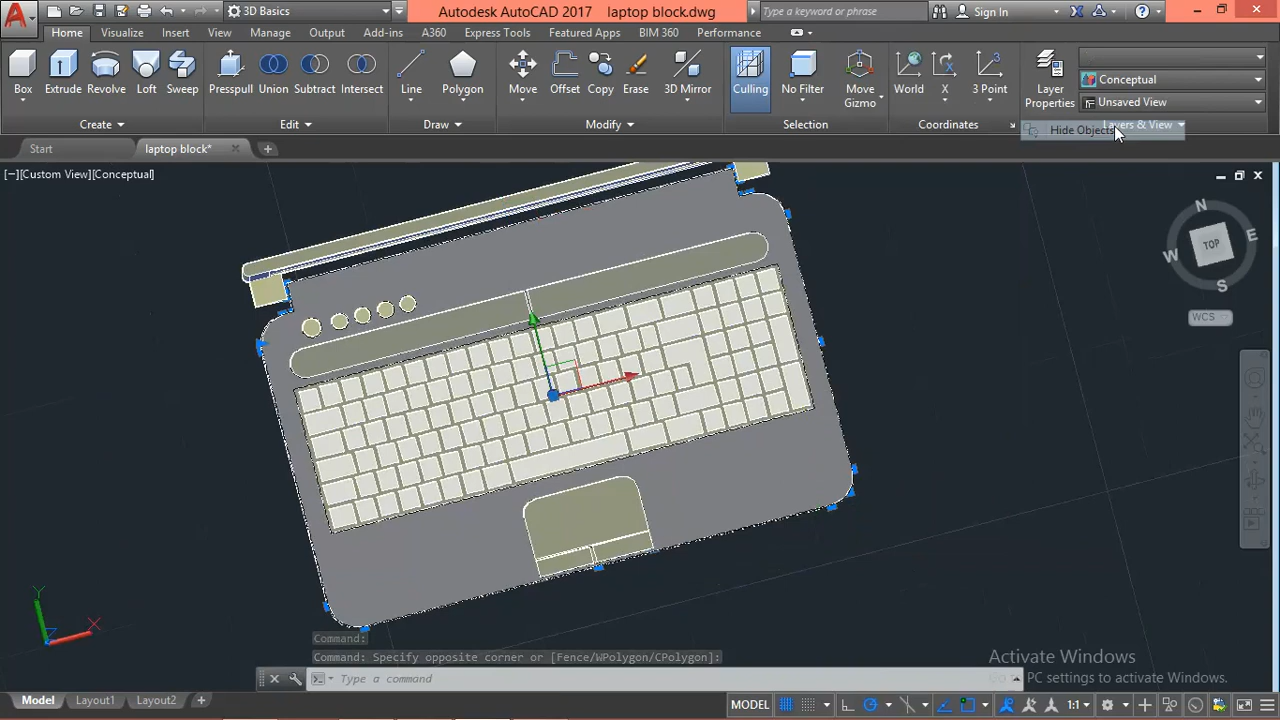 3D Basics
Autodesk AutoCAD 2017 laptop block.dwg
Type a keyword or phrase
Sign In
Home Visualize Insert View Manage Output Add-ins A360 Express Tools Featured Apps BIM 360 Performance
Box Extrude Revolve Loft Sweep Presspull Union Subtract Intersect Line Polygon Move Offset Copy Erase 3D Mirror Culling No Filter Move Gizmo World X 3 Point Layer Properties
Conceptual
Unsaved View
Create Edit Draw Modify Selection Coordinates Layers & View
Hide Objects
Start laptop block*
[−][Custom View][Conceptual]
N
W TOP E
S
WCS
Y
Z X
Command:
Command: Specify opposite corner or [Fence/WPolygon/CPolygon]:
Type a command
Activate Windows
Go to PC settings to activate Windows.
Model Layout1 Layout2
MODEL
1:1